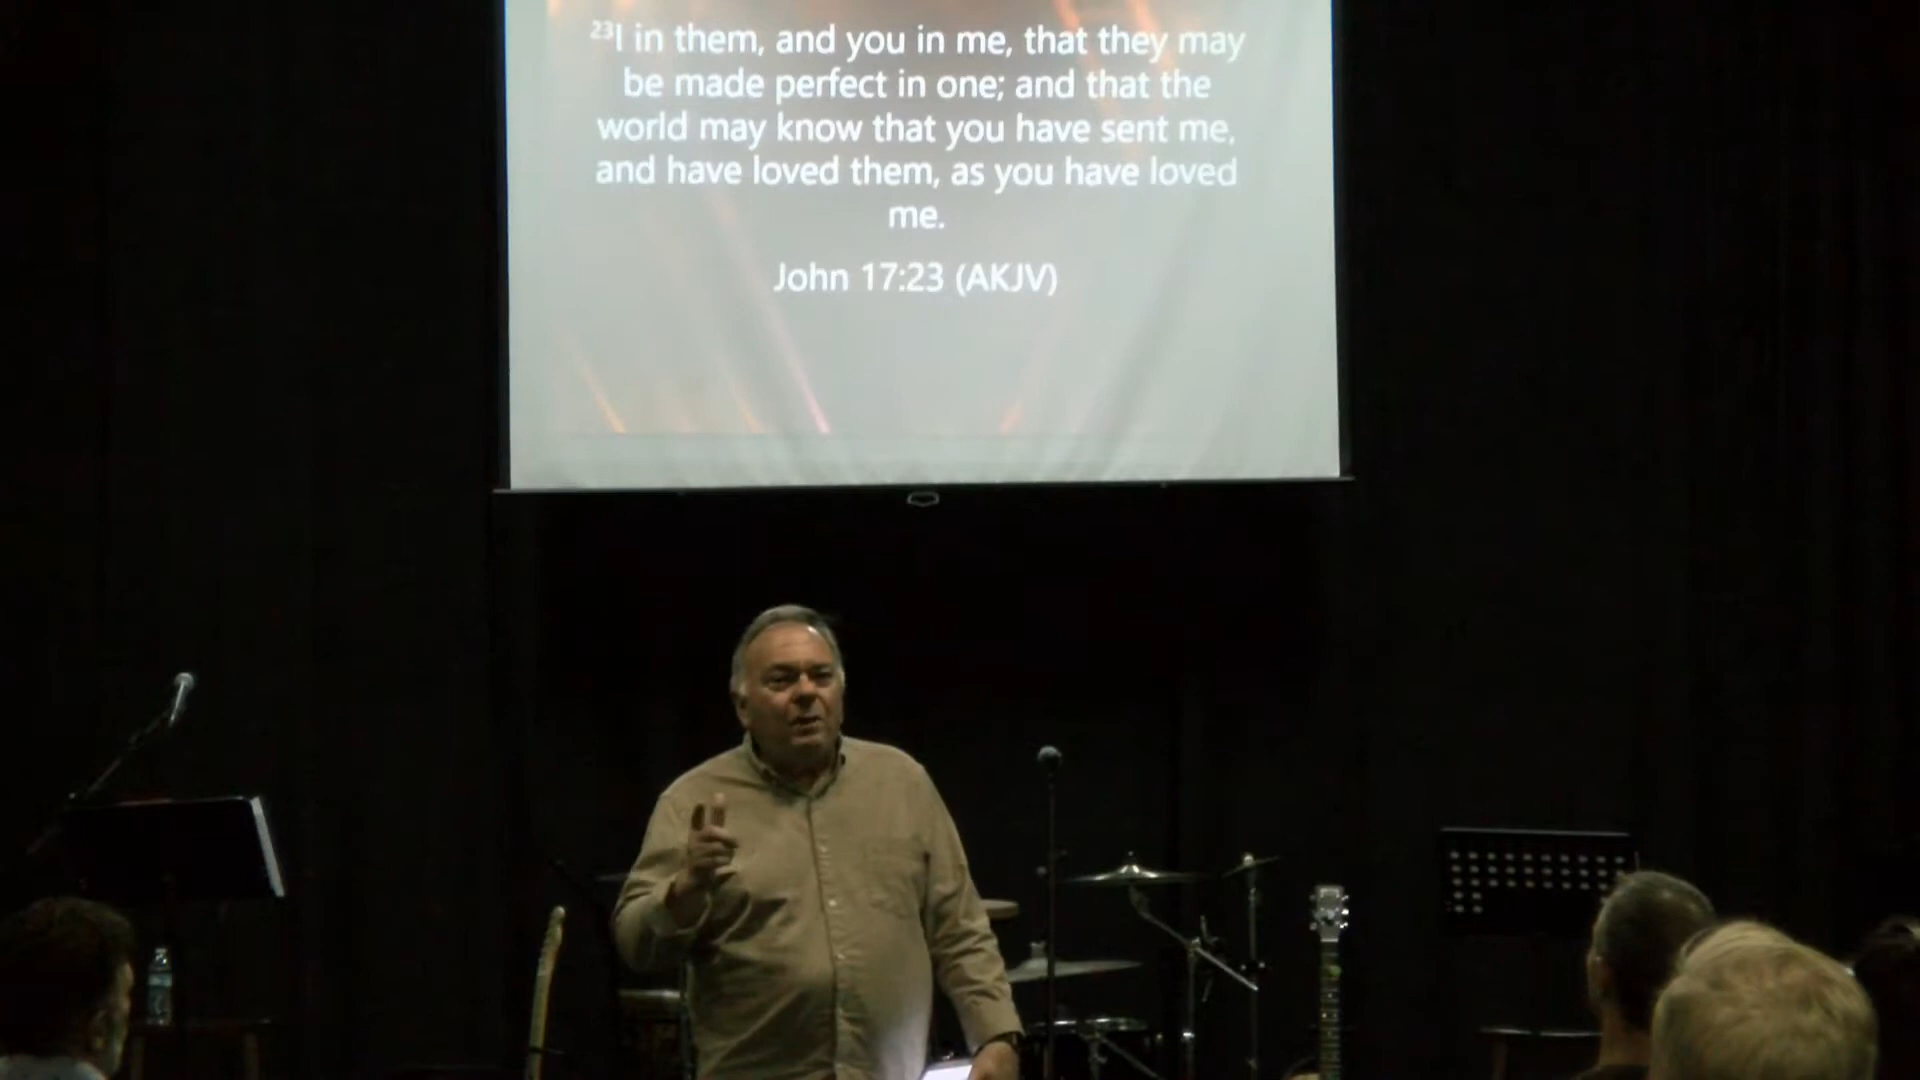 23I in them, and you in me, that they may
be made perfect in one; and that the
world may know that you have sent me,
and have loved them, as you have loved
me.
John 17:23 (AKJV)